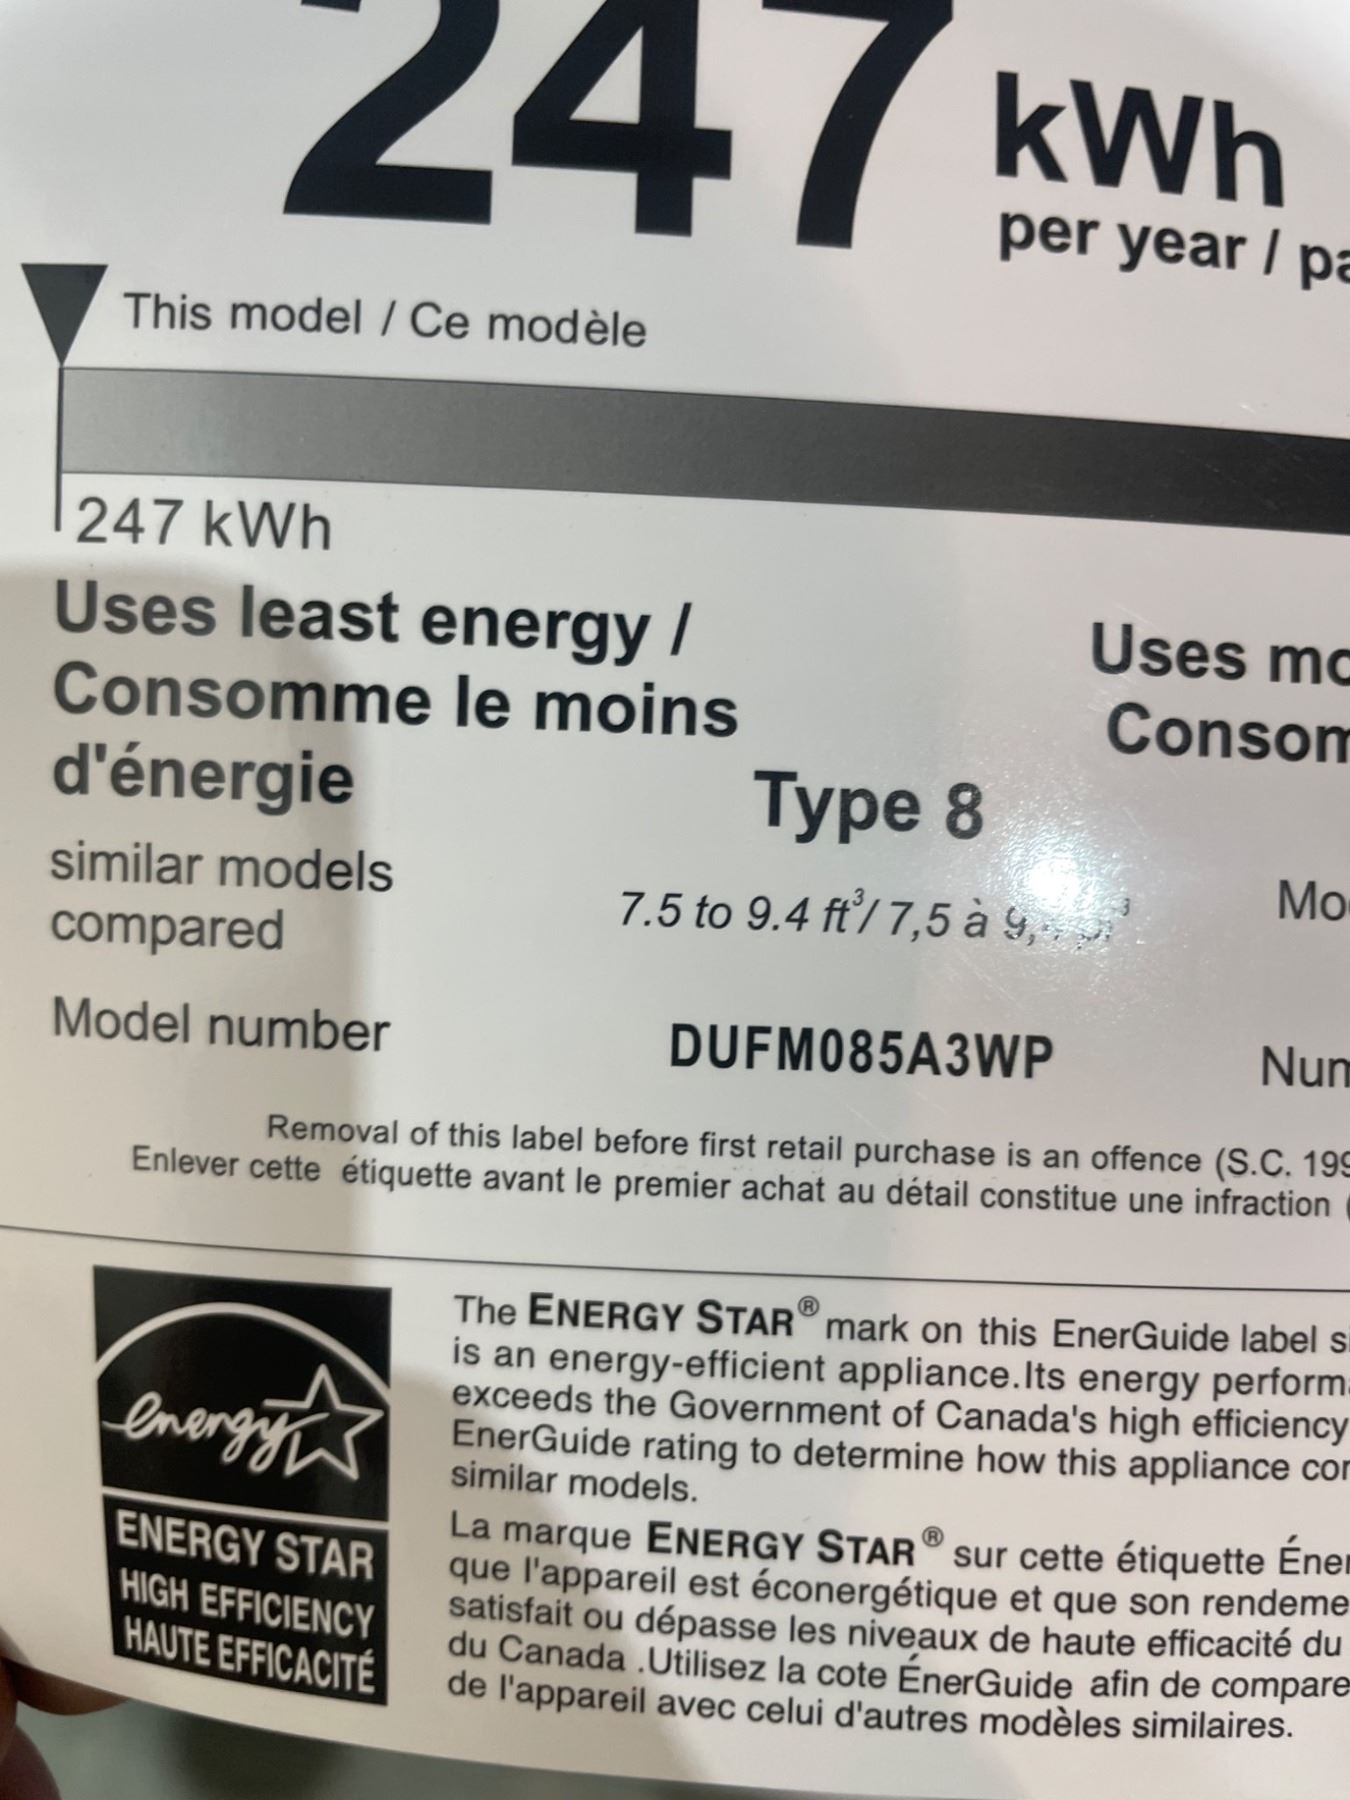 247 kWh
per year /
This model / Ce modèle
247 kWh
Uses least energy /
Consomme le moins
d'énergie
Uses
Type 8
similar models
compared
7.5 to 9.4 ft³/ 7,5 à
Model number
DUFM085A3WP
Removal of this label before first retail purchase is an offence (S.C.
Enlever cette étiquette avant le premier achat au détail constitue une infraction (
energy
ENERGY STAR
HIGH EFFICIENCY
HAUTE EFFICACITÉ
The ENERGY STAR® mark on this EnerGuide label
is an energy-efficient appliance.Its energy
exceeds the Government of Canada's high efficiency
EnerGuide rating to determine how this appliance
similar models.
La marque ENERGY STAR® sur cette étiquette
que l'appareil est éconergétique et que son
satisfait ou dépasse les niveaux de haute efficacité du
du Canada .Utilisez la cote ÉnerGuide afin de
de l'appareil avec celui d'autres modèles similaires.